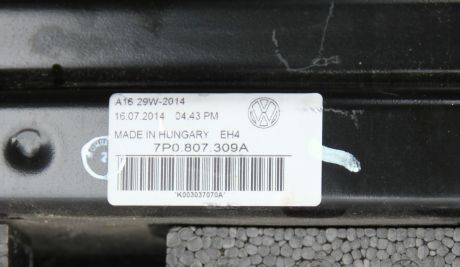 A16 29W-2014
16.07.2014 04:43 PM
MADE IN HUNGARY EH4
7P0.807.309A
*K003037070A*